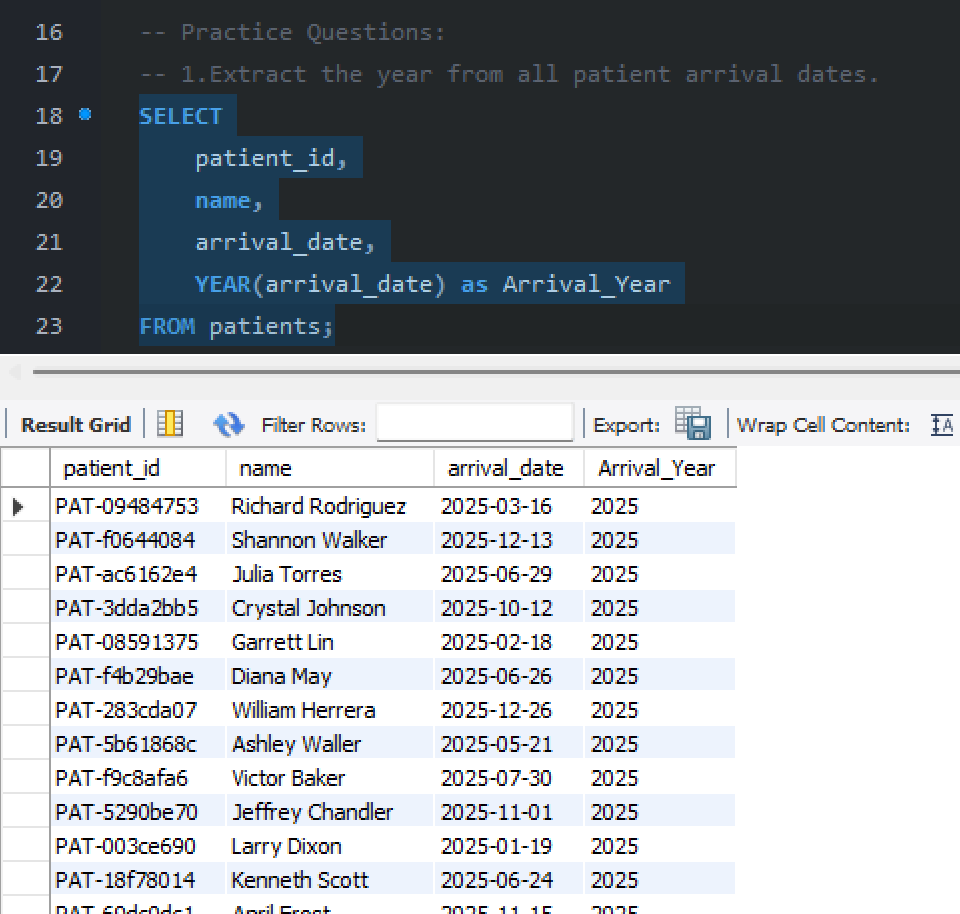 16 -- Practice Questions:
17 -- 1.Extract the year from all patient arrival dates.
18 SELECT
19 patient_id,
20 name,
21 arrival_date,
22 YEAR(arrival_date) as Arrival_Year
23 FROM patients;
Result Grid Filter Rows: Export: Wrap Cell Content: IA
patient_id name arrival_date Arrival_Year
PAT-09484753 Richard Rodriguez 2025-03-16 2025
PAT-f0644084 Shannon Walker 2025-12-13 2025
PAT-ac6162e4 Julia Torres 2025-06-29 2025
PAT-3dda2bb5 Crystal Johnson 2025-10-12 2025
PAT-08591375 Garrett Lin 2025-02-18 2025
PAT-f4b29bae Diana May 2025-06-26 2025
PAT-283cda07 William Herrera 2025-12-26 2025
PAT-5b61868c Ashley Waller 2025-05-21 2025
PAT-f9c8afa6 Victor Baker 2025-07-30 2025
PAT-5290be70 Jeffrey Chandler 2025-11-01 2025
PAT-003ce690 Larry Dixon 2025-01-19 2025
PAT-18f78014 Kenneth Scott 2025-06-24 2025
April Frost 2025-11-15 2025